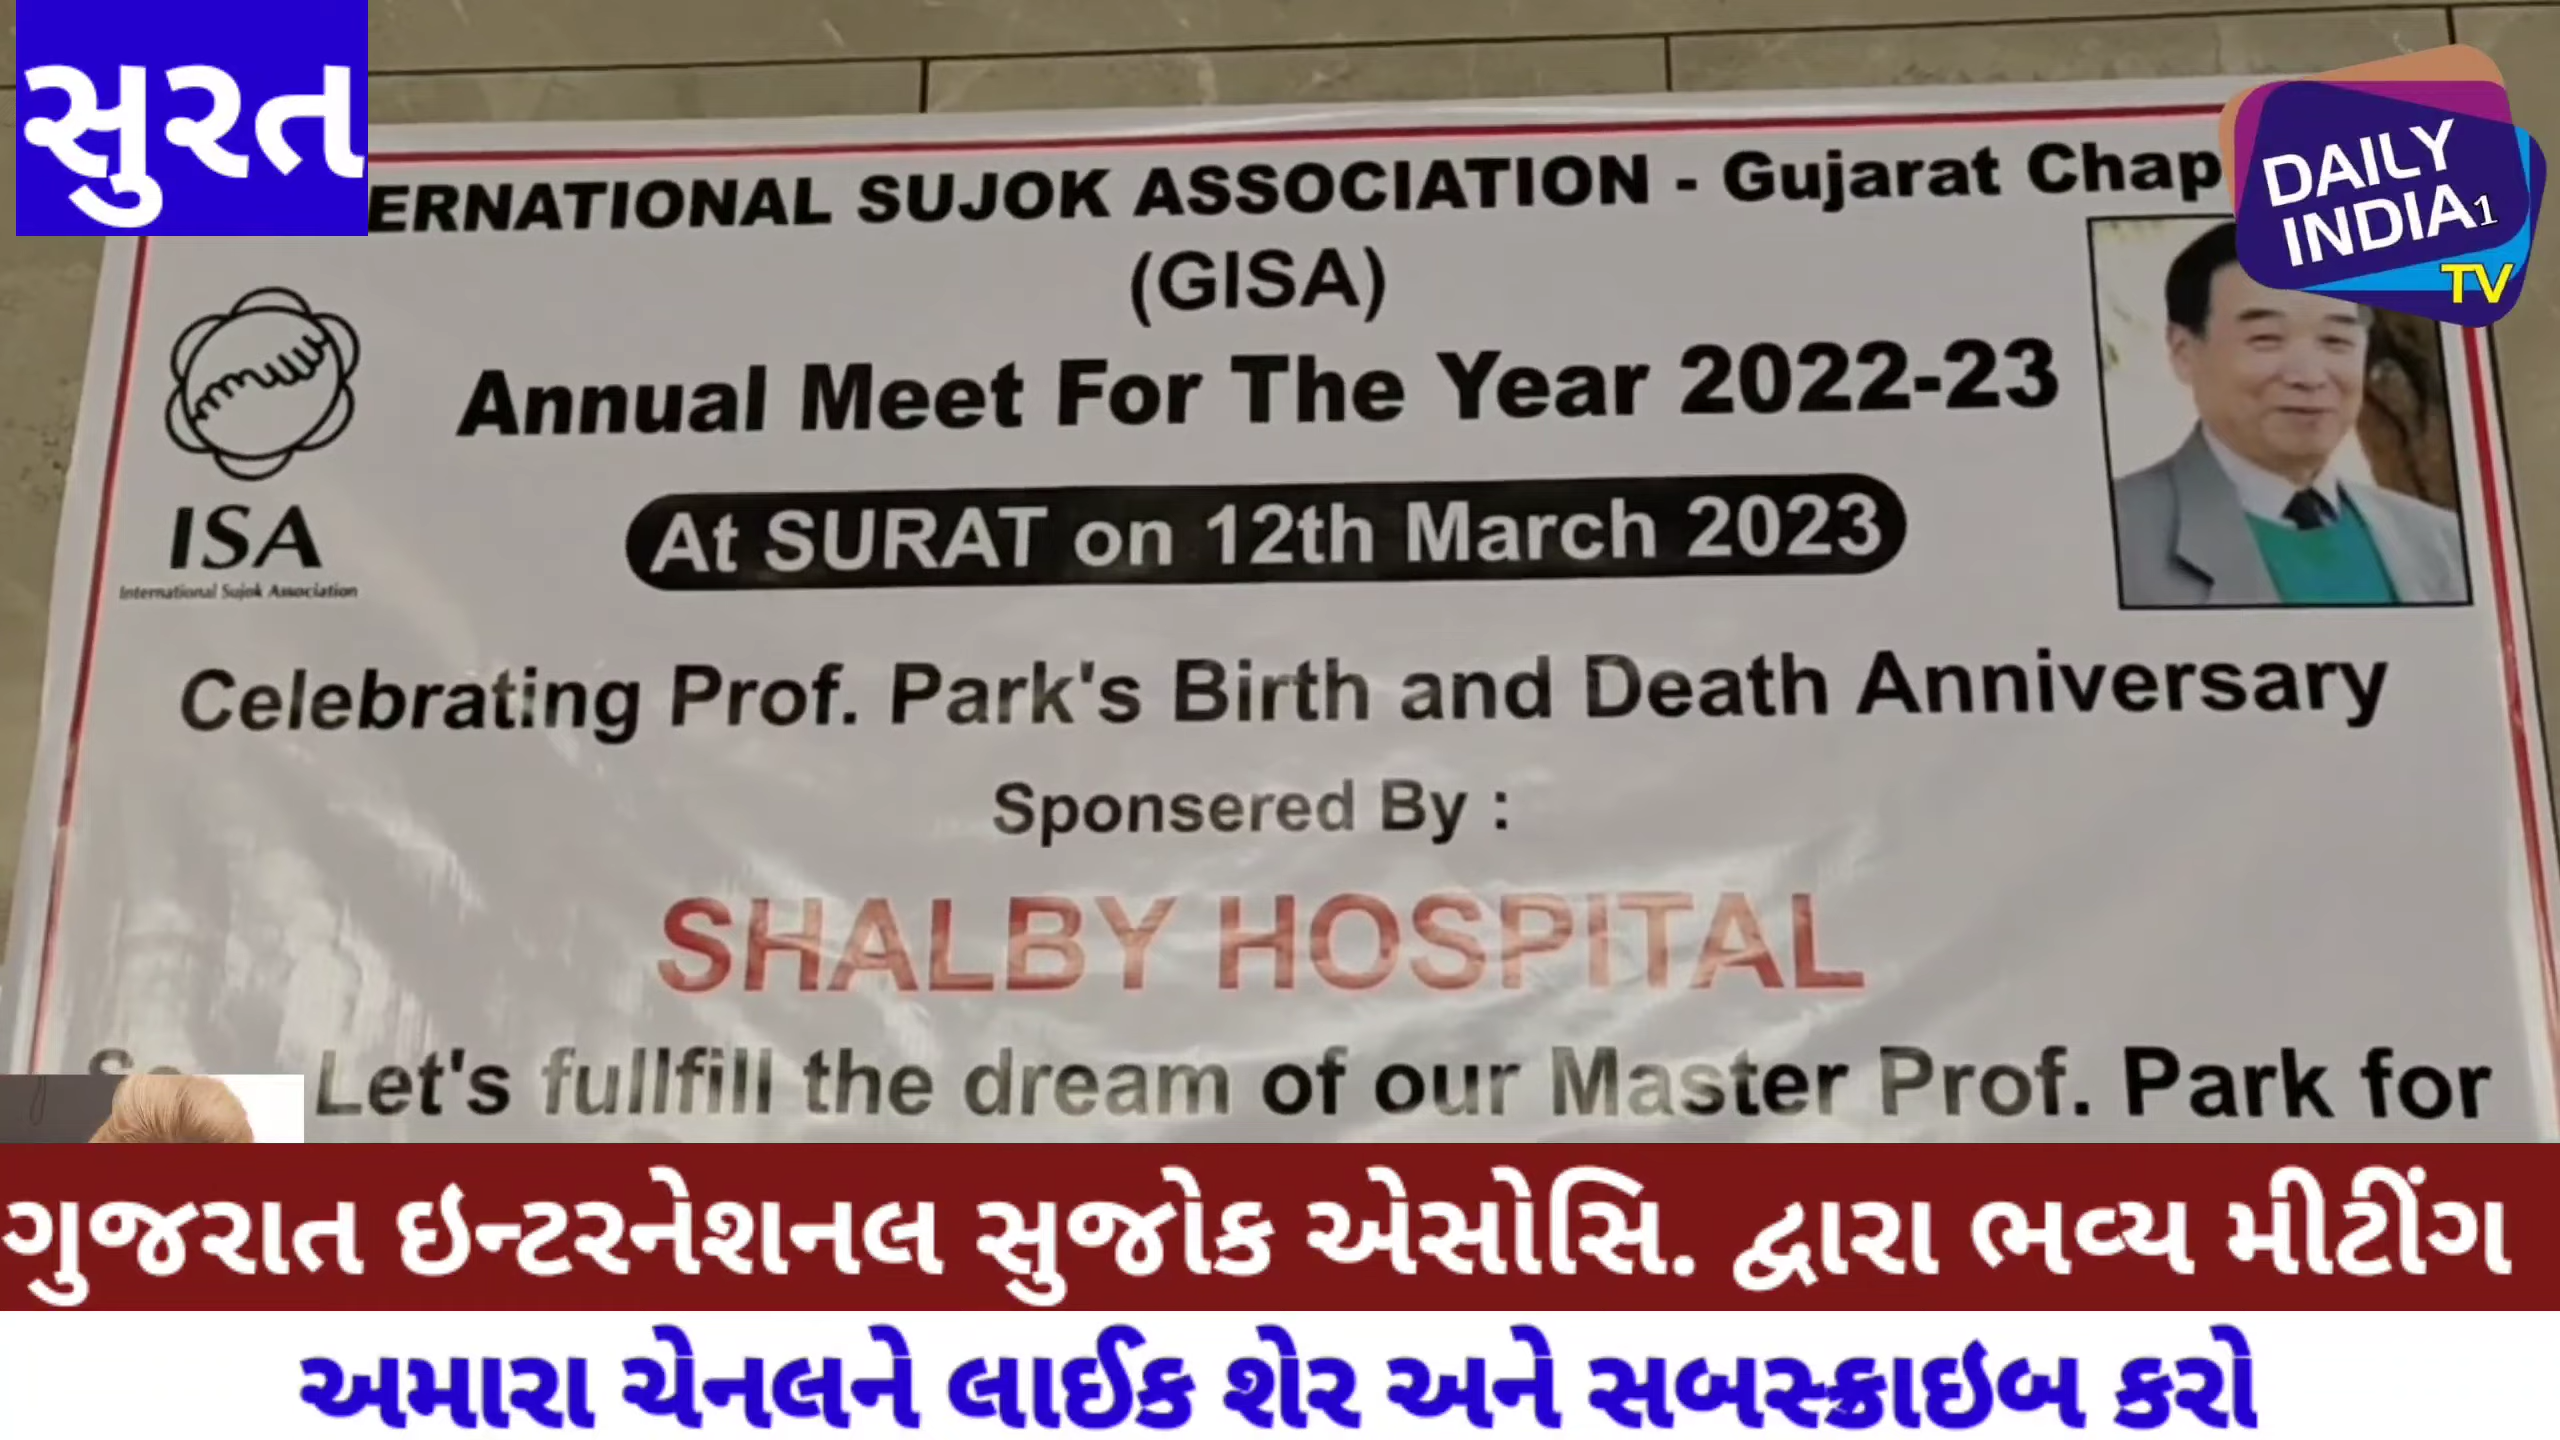 સુરત
ERNATIONAL SUJOK ASSOCIATION - Gujarat Chap
DAILY
INDIA1
TV
(GISA)
Annual Meet For The Year 2022-23
At SURAT on 12th March 2023
ISA
International Sujok Association
Celebrating Prof. Park's Birth and Death Anniversary
Sponsered By :
SHALBY HOSPITAL
Let's fullfill the dream of our Master Prof. Park for
ગુજરાત ઇન્ટરનેશનલ સુજોક એસોસિ. દ્વારા ભવ્ય મીટીંગ
અમારા ચેનલને લાઈક શેર અને સબસ્ક્રાઇબ કરો